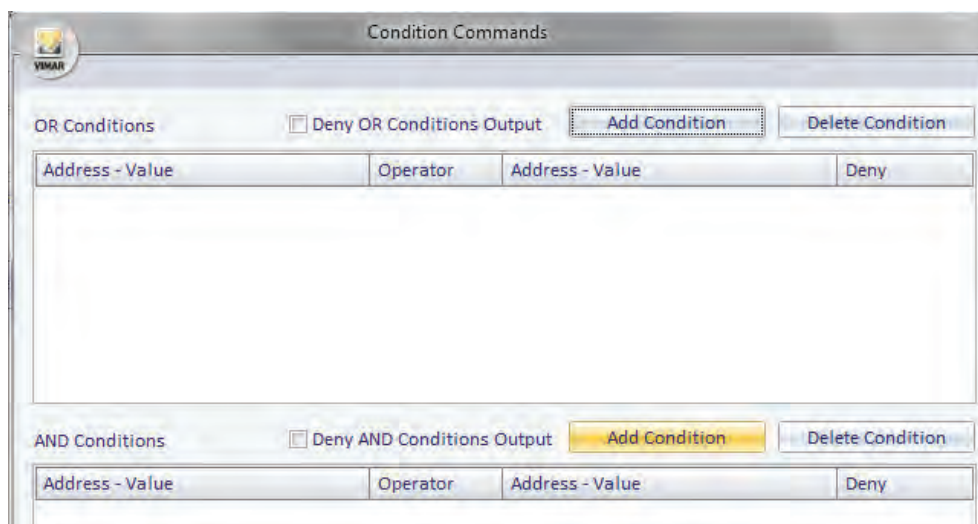 Condition Commands
VIMAR
OR Conditions Deny OR Conditions Output Add Condition Delete Condition
Address - Value Operator Address - Value Deny
AND Conditions Deny AND Conditions Output Add Condition Delete Condition
Address - Value Operator Address - Value Deny